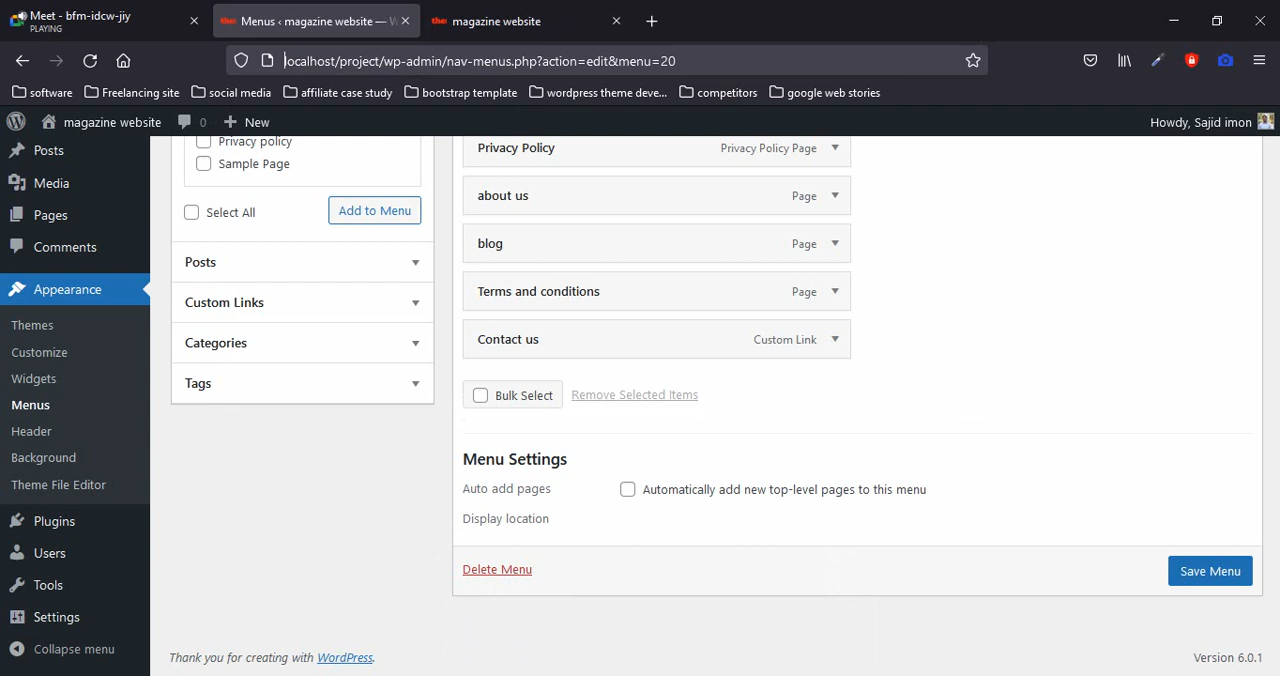 Meet - bfm-idcw-jiy
PLAYING
Menus ‹ magazine website — W
magazine website
localhost/project/wp-admin/nav-menus.php?action=edit&menu=20
software
Freelancing site
social media
affiliate case study
bootstrap template
wordpress theme deve...
competitors
google web stories
magazine website
0
New
Howdy, Sajid imon
Posts
Media
Pages
Comments
Appearance
Themes
Customize
Widgets
Menus
Header
Background
Theme File Editor
Plugins
Users
Tools
Settings
Collapse menu
Privacy policy
Sample Page
Select All
Add to Menu
Posts
Custom Links
Categories
Tags
Privacy Policy Privacy Policy Page
about us Page
blog Page
Terms and conditions Page
Contact us Custom Link
Bulk Select Remove Selected Items
Menu Settings
Auto add pages Automatically add new top-level pages to this menu
Display location
Delete Menu
Save Menu
Thank you for creating with WordPress.
Version 6.0.1